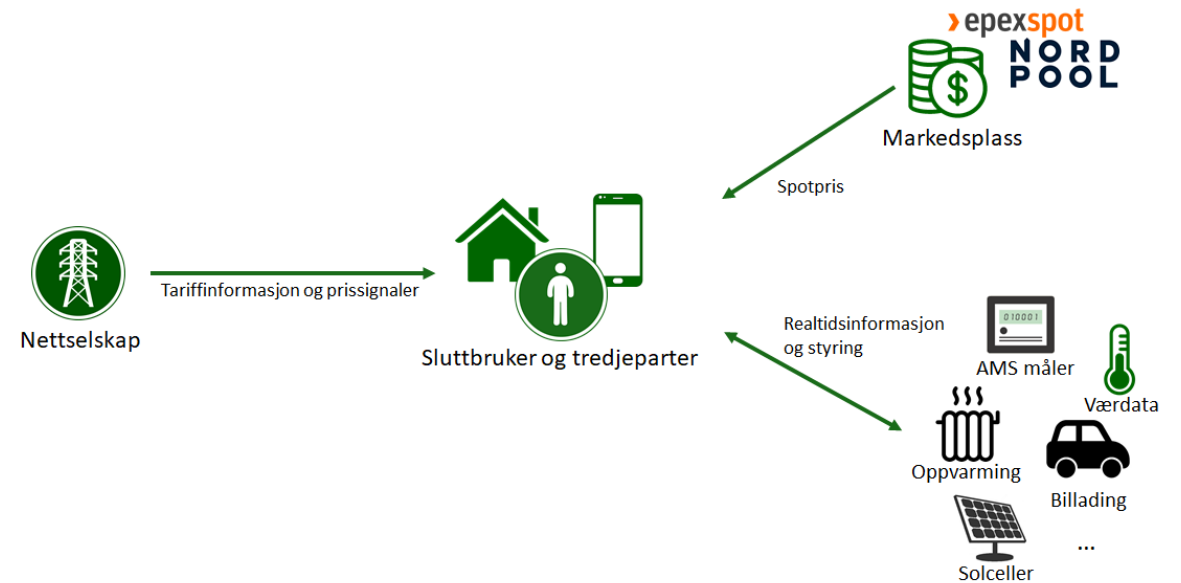 epexspot
NORD
POOL
Markedsplass
Spotpris
Tariffinformasjon og prissignaler
Nettselskap
Sluttbruker og tredjeparter
Realtidsinformasjon
og styring
010001
AMS måler
Værdata
Oppvarming
Billading
Solceller
...